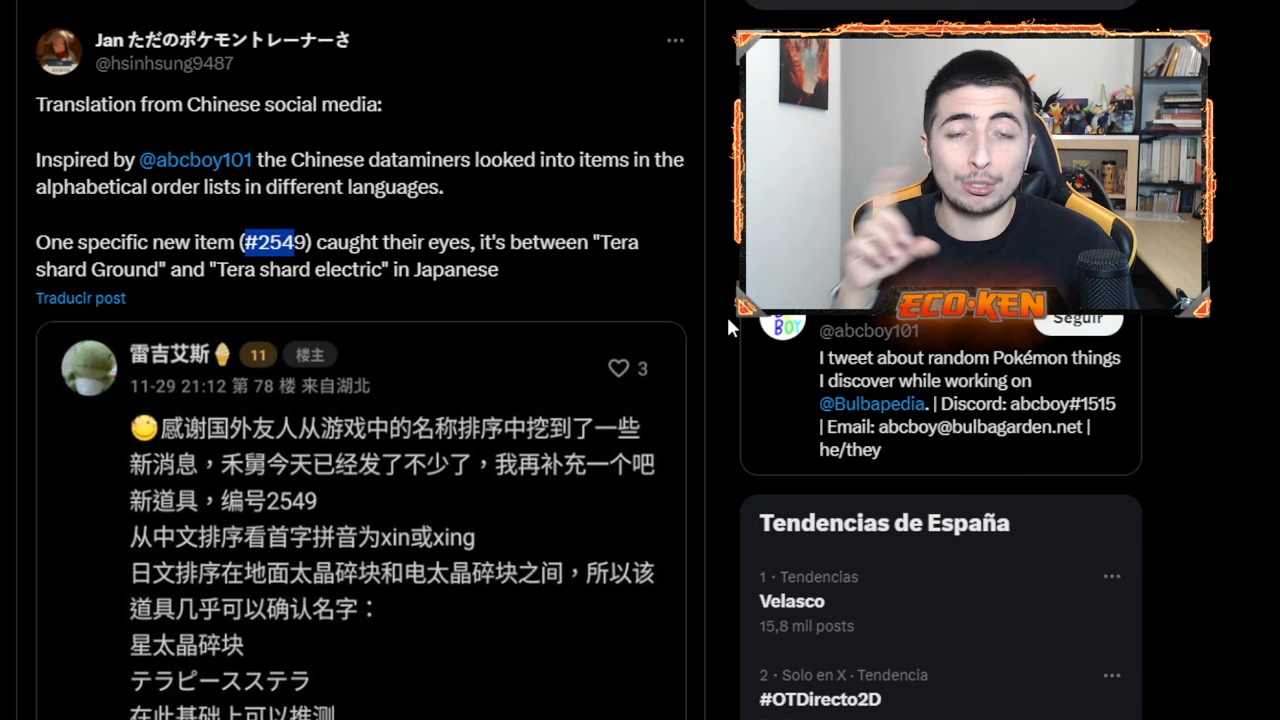 Jan ただのポケモントレーナーさ
@hsinhsung9487
Translation from Chinese social media:
Inspired by @abcboy101 the Chinese dataminers looked into items in the
alphabetical order lists in different languages.
One specific new item (#2549) caught their eyes, it's between "Tera
shard Ground" and "Tera shard electric" in Japanese
Traducir post
雷吉艾斯🍦 11 楼主
11-29 21:12 第 78 楼 来自湖北
3
感谢国外友人从游戏中的名称排序中挖到了一些
新消息，禾舅今天已经发了不少了，我再补充一个吧
新道具，编号2549
从中文排序看首字拼音为xin或xing
日文排序在地面太晶碎块和电太晶碎块之间，所以该
道具几乎可以确认名字：
星太晶碎块
テラピースステラ
在此基础上可以推测
ECO·KEN
BOY
Seguir
@abcboy101
I tweet about random Pokémon things
I discover while working on
@Bulbapedia. | Discord: abcboy#1515
| Email: abcboy@bulbagarden.net |
he/they
Tendencias de España
1 · Tendencias
Velasco
15,8 mil posts
2 · Solo en X · Tendencia
#OTDirecto2D